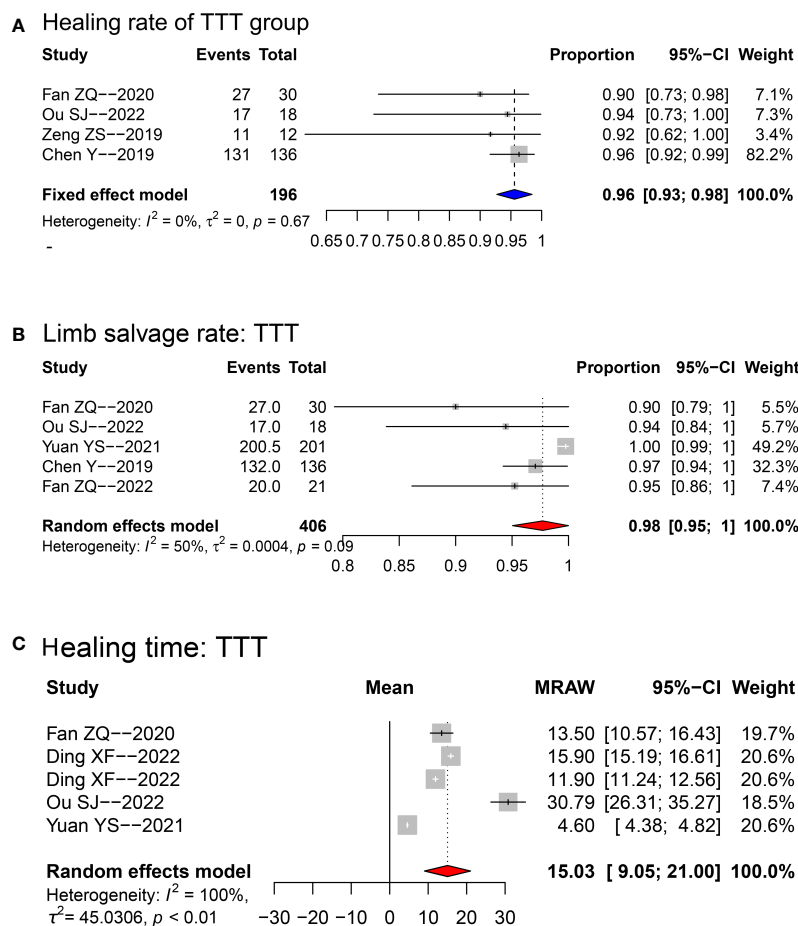 A Healing rate of TTT group
Study Events Total Proportion 95%−CI Weight
Fan ZQ−−2020 27 30 0.90 [0.73; 0.98] 7.1%
Ou SJ−−2022 17 18 0.94 [0.73; 1.00] 7.3%
Zeng ZS−−2019 11 12 0.92 [0.62; 1.00] 3.4%
Chen Y−−2019 131 136 0.96 [0.92; 0.99] 82.2%
Fixed effect model 196 0.96 [0.93; 0.98] 100.0%
Heterogeneity: I² = 0%, τ² = 0, p = 0.67
0.65 0.7 0.75 0.8 0.85 0.9 0.95 1
-
B Limb salvage rate: TTT
Study Events Total Proportion 95%−CI Weight
Fan ZQ−−2020 27.0 30 0.90 [0.79; 1] 5.5%
Ou SJ−−2022 17.0 18 0.94 [0.84; 1] 5.7%
Yuan YS−−2021 200.5 201 1.00 [0.99; 1] 49.2%
Chen Y−−2019 132.0 136 0.97 [0.94; 1] 32.3%
Fan ZQ−−2022 20.0 21 0.95 [0.86; 1] 7.4%
Random effects model 406 0.98 [0.95; 1] 100.0%
Heterogeneity: I² = 50%, τ² = 0.0004, p = 0.09
0.8 0.85 0.9 0.95 1
C Healing time: TTT
Study Mean MRAW 95%−CI Weight
Fan ZQ−−2020 13.50 [10.57; 16.43] 19.7%
Ding XF−−2022 15.90 [15.19; 16.61] 20.6%
Ding XF−−2022 11.90 [11.24; 12.56] 20.6%
Ou SJ−−2022 30.79 [26.31; 35.27] 18.5%
Yuan YS−−2021 4.60 [ 4.38; 4.82] 20.6%
Random effects model 15.03 [ 9.05; 21.00] 100.0%
Heterogeneity: I² = 100%,
τ²= 45.0306, p < 0.01
−30 −20 −10 0 10 20 30